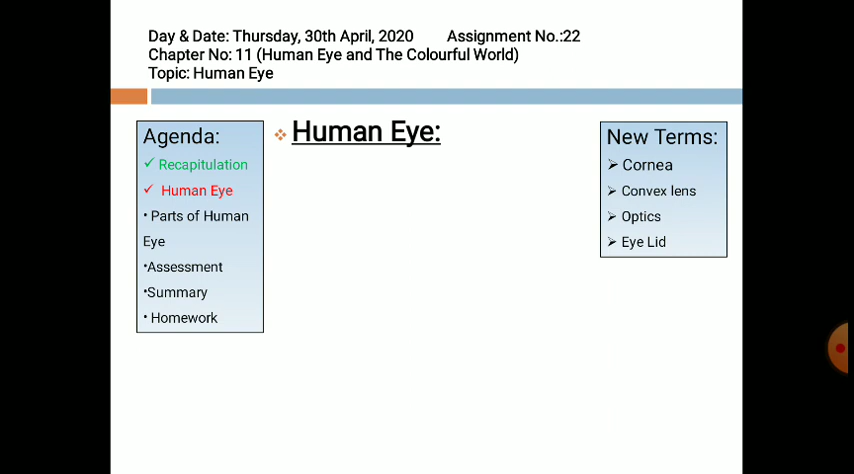 Day & Date: Thursday, 30th April, 2020 Assignment No.:22
Chapter No: 11 (Human Eye and The Colourful World)
Topic: Human Eye
Agenda:
✓ Recapitulation
✓ Human Eye
• Parts of Human
Eye
•Assessment
•Summary
• Homework
❖ Human Eye:
New Terms:
➢ Cornea
➢ Convex lens
➢ Optics
➢ Eye Lid